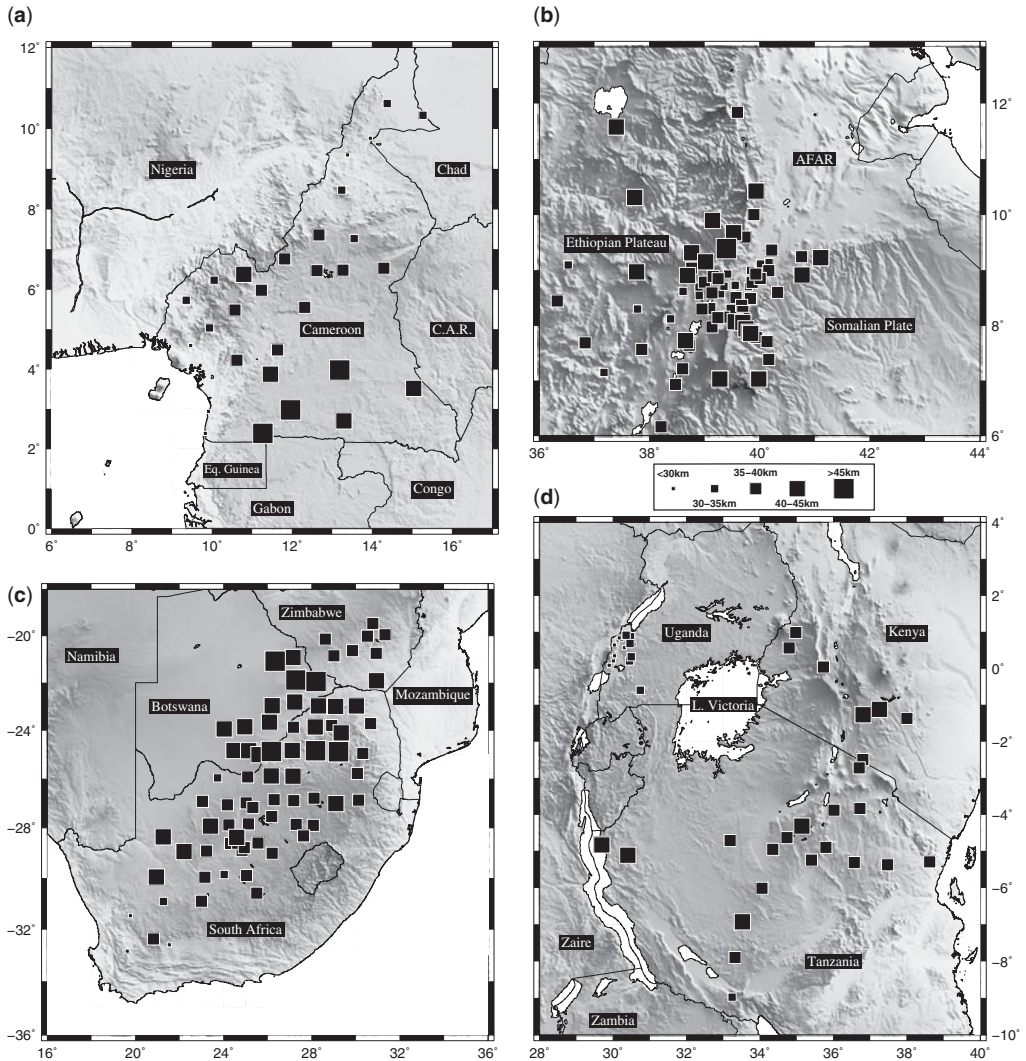 (a)
12°
10°
8°
6°
4°
2°
0°
6° 8° 10° 12° 14° 16°
Nigeria
Chad
Cameroon
C.A.R.
Eq. Guinea
Congo
Gabon
(b)
12°
10°
8°
6°
36° 38° 40° 42° 44°
AFAR
Ethiopian Plateau
Somalian Plate
<30km 35–40km >45km
30–35km 40–45km
(c)
−20°
−24°
−28°
−32°
−36°
16° 20° 24° 28° 32° 36°
Zimbabwe
Namibia
Botswana
Mozambique
South Africa
(d)
4°
2°
0°
−2°
−4°
−6°
−8°
−10°
28° 30° 32° 34° 36° 38° 40°
Uganda
Kenya
L. Victoria
Zaire
Tanzania
Zambia